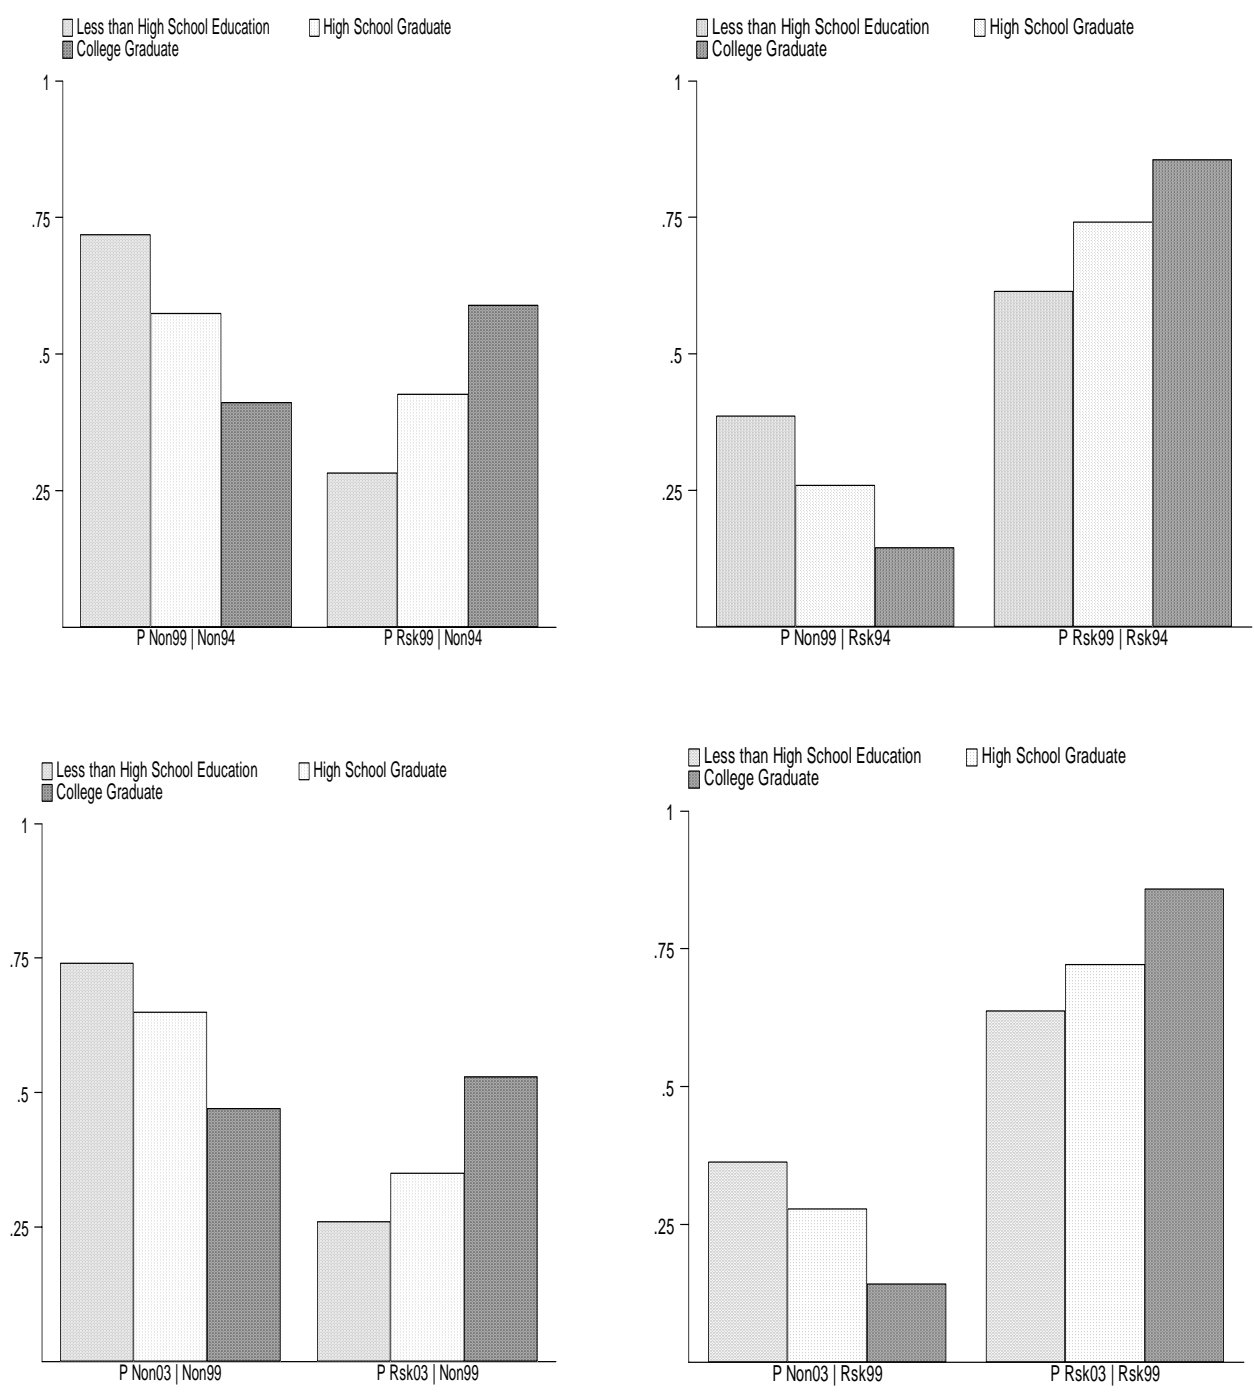 Less than High School Education High School Graduate
College Graduate
1
.75
.5
.25
P Non99 | Non94 P Rsk99 | Non94
Less than High School Education High School Graduate
College Graduate
1
.75
.5
.25
P Non99 | Rsk94 P Rsk99 | Rsk94
Less than High School Education High School Graduate
College Graduate
1
.75
.5
.25
P Non03 | Non99 P Rsk03 | Non99
Less than High School Education High School Graduate
College Graduate
1
.75
.5
.25
P Non03 | Rsk99 P Rsk03 | Rsk99